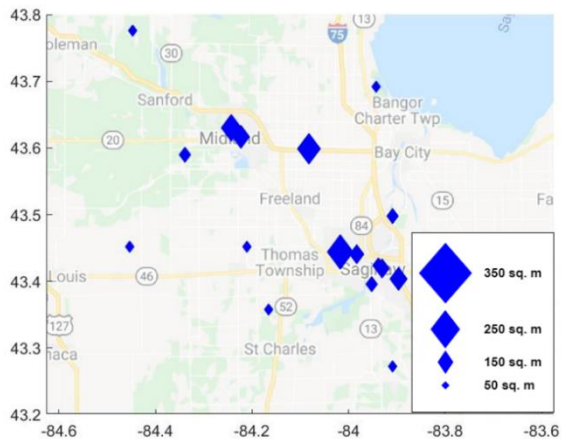 43.8
43.7
43.6
43.5
43.4
43.3
43.2
-84.6
-84.4
-84.2
-84
-83.8
-83.6
oleman
30
13
75
Sag
Sanford
Bangor
Charter Twp
20
Midland
Bay City
Freeland
15
Fa
84
Thomas
Township
Saginaw
Louis
46
52
127
13
naca
St Charles
350 sq. m
250 sq. m
150 sq. m
50 sq. m